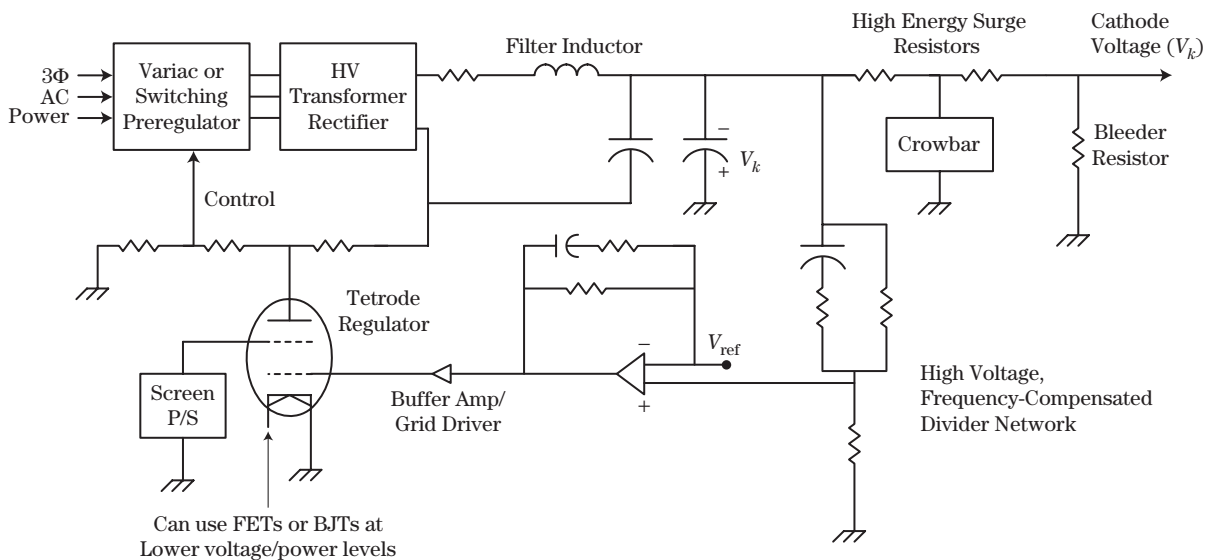 High Energy Surge
Resistors
Cathode
Voltage (Vk)
Filter Inductor
3Φ
AC
Power
Variac or
Switching
Preregulator
HV
Transformer
Rectifier
−
Vk
+
Crowbar
Bleeder
Resistor
Control
Tetrode
Regulator
Vref
−
+
Screen
P/S
Buffer Amp/
Grid Driver
High Voltage,
Frequency-Compensated
Divider Network
Can use FETs or BJTs at
Lower voltage/power levels